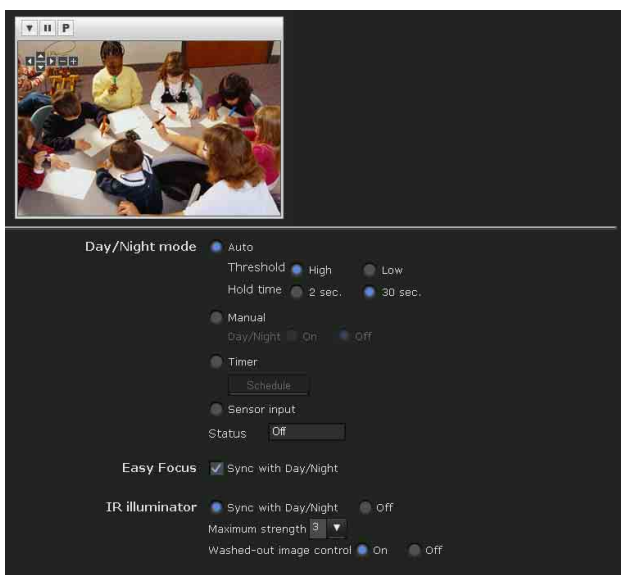 P
Day/Night mode Auto
Threshold High Low
Hold time 2 sec. 30 sec.
Manual
Day/Night On Off
Timer
Schedule
Sensor input
Status Off
Easy Focus Sync with Day/Night
IR illuminator Sync with Day/Night Off
Maximum strength 3
Washed-out image control On Off